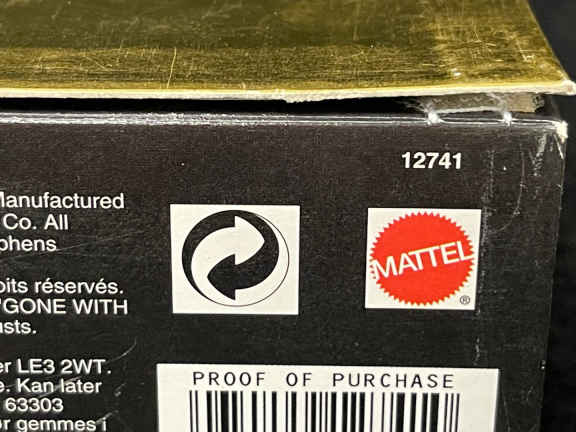 12741
Manufactured
Co. All
phens
MATTEL
®
oits réservés.
"GONE WITH
usts.
er LE3 2WT.
e. Kan later
63303
or gemmes i
PROOF OF PURCHASE